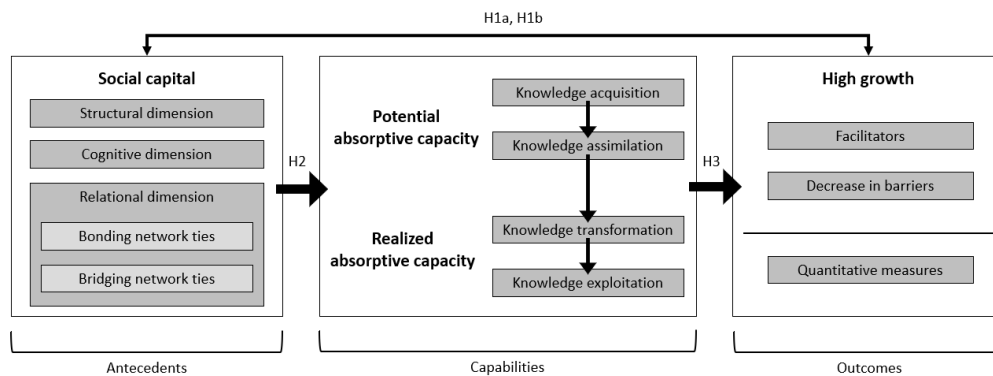 H1a, H1b
Social capital
Structural dimension
Cognitive dimension
Relational dimension
Bonding network ties
Bridging network ties
H2
Potential
absorptive capacity
Realized
absorptive capacity
Knowledge acquisition
Knowledge assimilation
Knowledge transformation
Knowledge exploitation
H3
High growth
Facilitators
Decrease in barriers
Quantitative measures
Antecedents
Capabilities
Outcomes